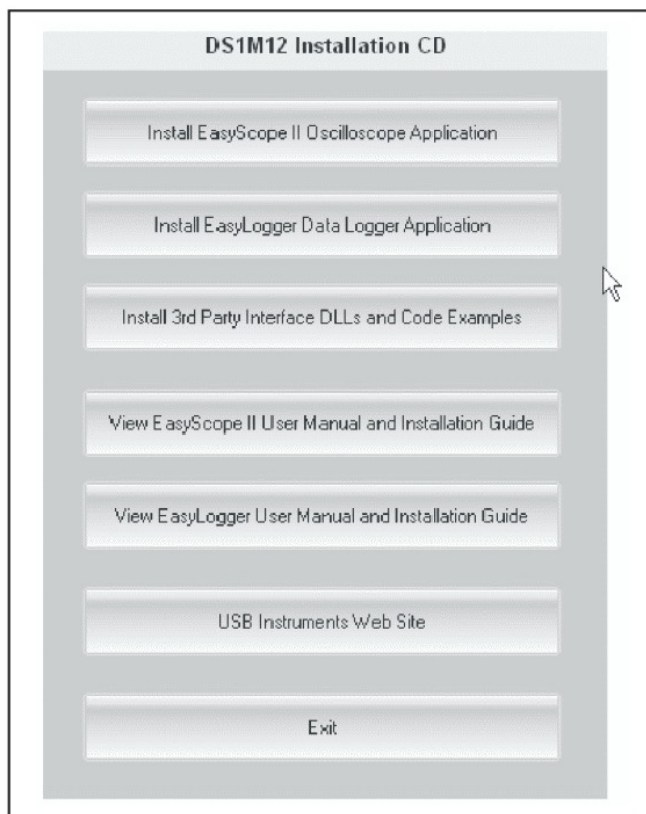 DS1M12 Installation CD
Install EasyScope II Oscilloscope Application
Install EasyLogger Data Logger Application
Install 3rd Party Interface DLLs and Code Examples
View EasyScope II User Manual and Installation Guide
View EasyLogger User Manual and Installation Guide
USB Instruments Web Site
Exit